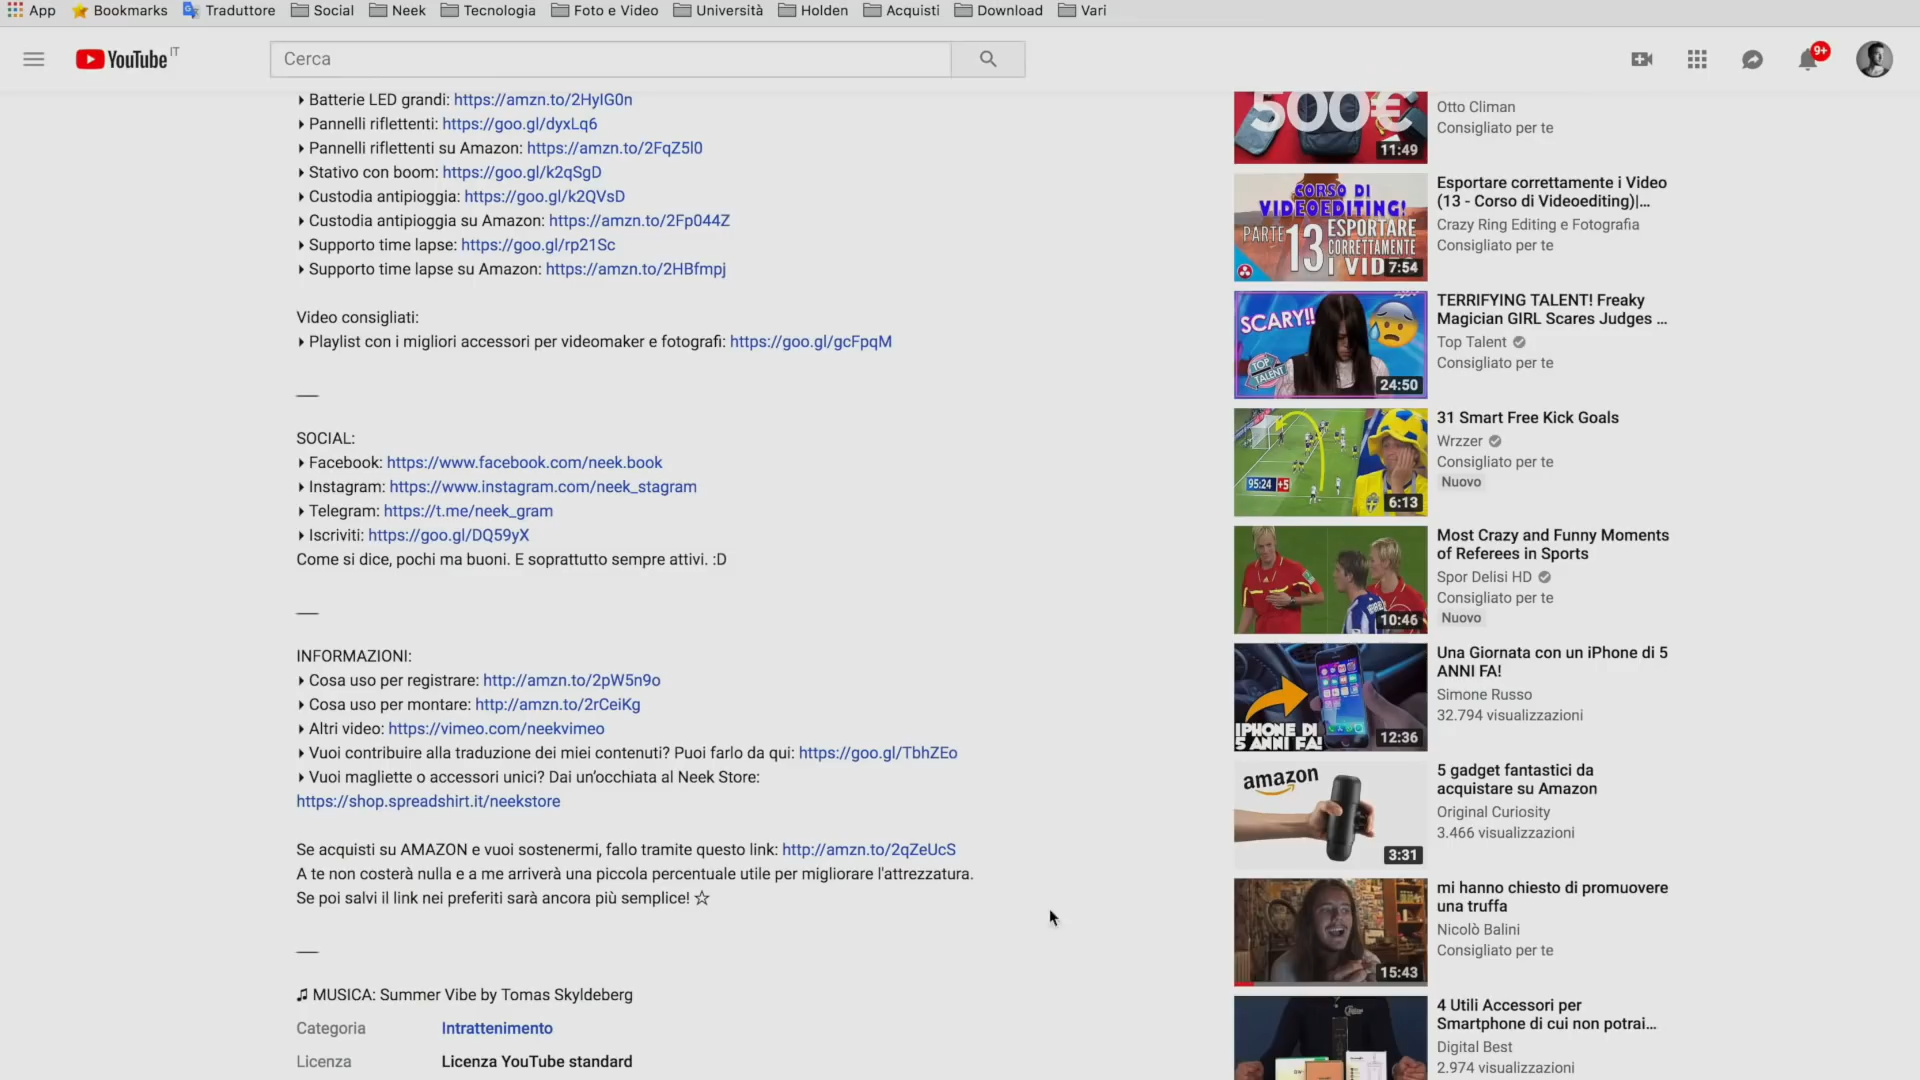 App Bookmarks Traduttore Social Neek Tecnologia Foto e Video Università Holden Acquisti Download Vari
YouTube IT
Cerca
9+
▸ Batterie LED grandi: https://amzn.to/2HyIG0n
▸ Pannelli riflettenti: https://goo.gl/dyxLq6
▸ Pannelli riflettenti su Amazon: https://amzn.to/2FqZ5l0
▸ Stativo con boom: https://goo.gl/k2qSgD
▸ Custodia antipioggia: https://goo.gl/k2QVsD
▸ Custodia antipioggia su Amazon: https://amzn.to/2Fp044Z
▸ Supporto time lapse: https://goo.gl/rp21Sc
▸ Supporto time lapse su Amazon: https://amzn.to/2HBfmpj
Video consigliati:
▸ Playlist con i migliori accessori per videomaker e fotografi: https://goo.gl/gcFpqM
SOCIAL:
▸ Facebook: https://www.facebook.com/neek.book
▸ Instagram: https://www.instagram.com/neek_stagram
▸ Telegram: https://t.me/neek_gram
▸ Iscriviti: https://goo.gl/DQ59yX
Come si dice, pochi ma buoni. E soprattutto sempre attivi. :D
INFORMAZIONI:
▸ Cosa uso per registrare: http://amzn.to/2pW5n9o
▸ Cosa uso per montare: http://amzn.to/2rCeiKg
▸ Altri video: https://vimeo.com/neekvimeo
▸ Vuoi contribuire alla traduzione dei miei contenuti? Puoi farlo da qui: https://goo.gl/TbhZEo
▸ Vuoi magliette o accessori unici? Dai un’occhiata al Neek Store:
https://shop.spreadshirt.it/neekstore
Se acquisti su AMAZON e vuoi sostenermi, fallo tramite questo link: http://amzn.to/2qZeUcS
A te non costerà nulla e a me arriverà una piccola percentuale utile per migliorare l'attrezzatura.
Se poi salvi il link nei preferiti sarà ancora più semplice! ☆
♫ MUSICA: Summer Vibe by Tomas Skyldeberg
Categoria Intrattenimento
Licenza Licenza YouTube standard
500€
11:49
Otto Climan
Consigliato per te
CORSO DI
VIDEOEDITING!
PARTE 13 ESPORTARE
CORRETTAMENTE
I VID
7:54
Esportare correttamente i Video
(13 - Corso di Videoediting)|...
Crazy Ring Editing e Fotografia
Consigliato per te
SCARY!!
TOP
TALENT
24:50
TERRIFYING TALENT! Freaky
Magician GIRL Scares Judges ...
Top Talent
Consigliato per te
95:24 +5
6:13
31 Smart Free Kick Goals
Wrzzer
Consigliato per te
Nuovo
10:46
Most Crazy and Funny Moments
of Referees in Sports
Spor Delisi HD
Consigliato per te
Nuovo
IPHONE DI
5 ANNI FA!
12:36
Una Giornata con un iPhone di 5
ANNI FA!
Simone Russo
32.794 visualizzazioni
amazon
3:31
5 gadget fantastici da
acquistare su Amazon
Original Curiosity
3.466 visualizzazioni
15:43
mi hanno chiesto di promuovere
una truffa
Nicolò Balini
Consigliato per te
4 Utili Accessori per
Smartphone di cui non potrai...
Digital Best
2.974 visualizzazioni